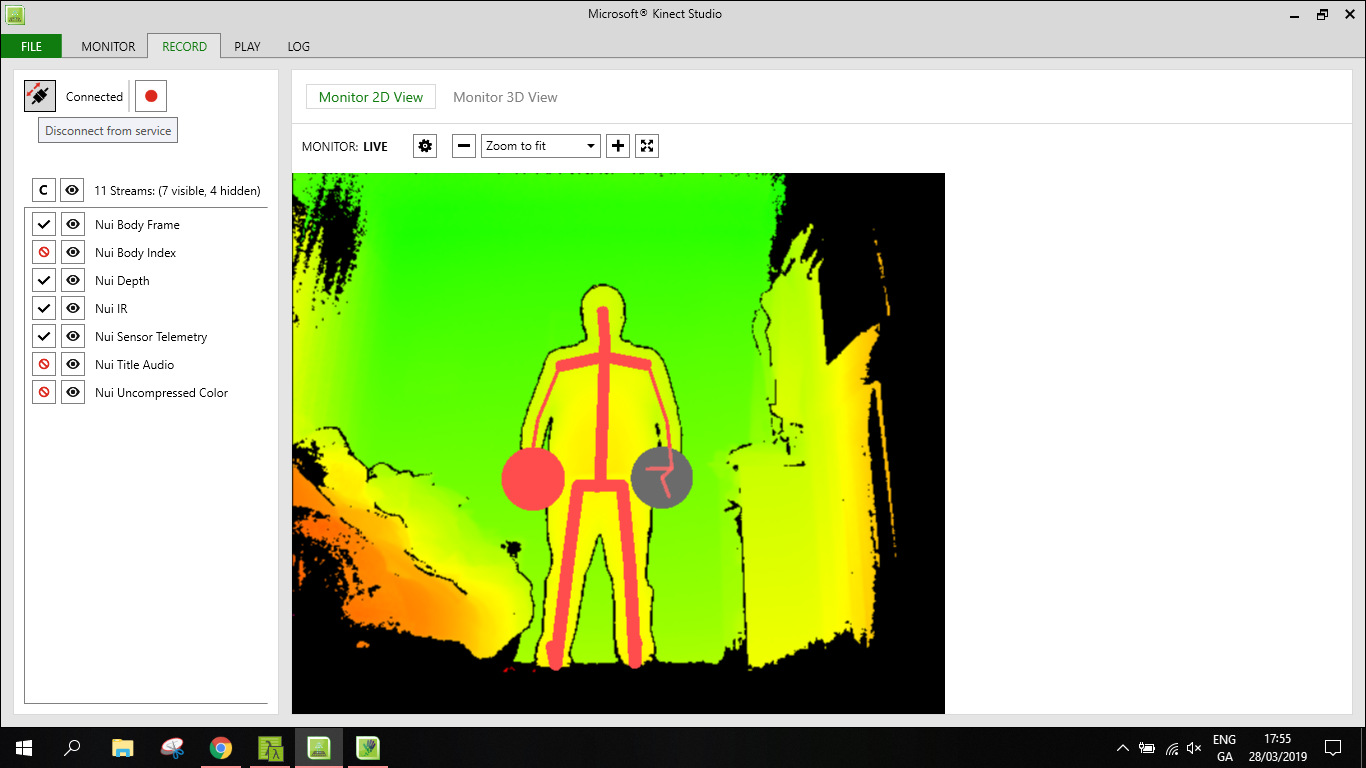 Microsoft® Kinect Studio
FILE MONITOR RECORD PLAY LOG
Connected
Disconnect from service
C 11 Streams: (7 visible, 4 hidden)
Nui Body Frame
Nui Body Index
Nui Depth
Nui IR
Nui Sensor Telemetry
Nui Title Audio
Nui Uncompressed Color
Monitor 2D View Monitor 3D View
MONITOR: LIVE Zoom to fit
ENG 17:55
GA 28/03/2019